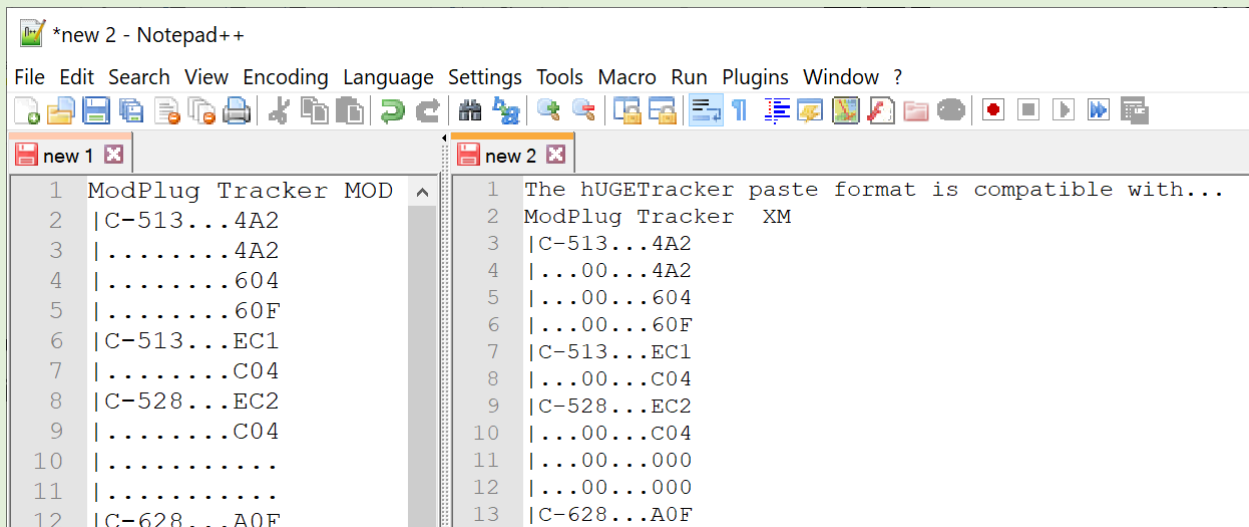 *new 2 - Notepad++
File Edit Search View Encoding Language Settings Tools Macro Run Plugins Window ?
new 1
1 ModPlug Tracker MOD
2 |C-513...4A2
3 |........4A2
4 |........604
5 |........60F
6 |C-513...EC1
7 |........C04
8 |C-528...EC2
9 |........C04
10 |...........
11 |...........
12 |C-628...A0F
new 2
1 The hUGETracker paste format is compatible with...
2 ModPlug Tracker  XM
3 |C-513...4A2
4 |...00...4A2
5 |...00...604
6 |...00...60F
7 |C-513...EC1
8 |...00...C04
9 |C-528...EC2
10 |...00...C04
11 |...00...000
12 |...00...000
13 |C-628...A0F